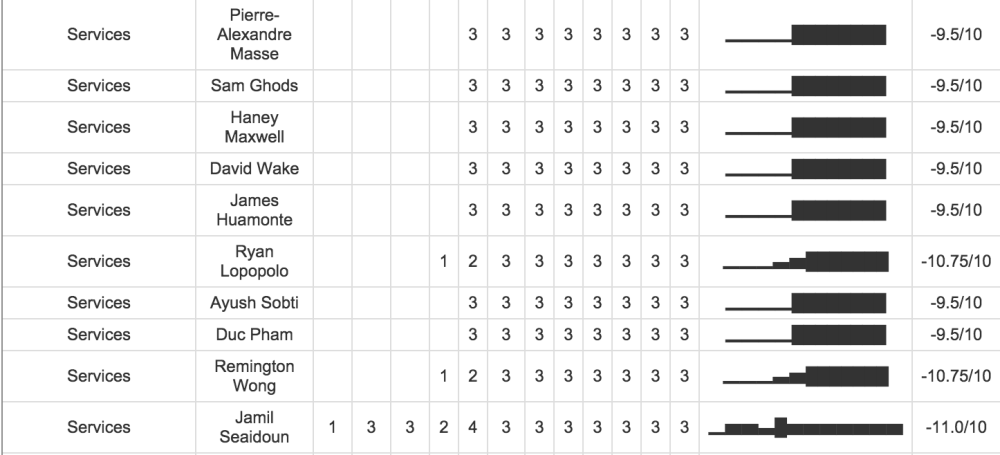 Services Pierre-Alexandre Masse 3 3 3 3 3 3 3 3 -9.5/10
Services Sam Ghods 3 3 3 3 3 3 3 3 -9.5/10
Services Haney Maxwell 3 3 3 3 3 3 3 3 -9.5/10
Services David Wake 3 3 3 3 3 3 3 3 -9.5/10
Services James Huamonte 3 3 3 3 3 3 3 3 -9.5/10
Services Ryan Lopopolo 1 2 3 3 3 3 3 3 3 -10.75/10
Services Ayush Sobti 3 3 3 3 3 3 3 3 -9.5/10
Services Duc Pham 3 3 3 3 3 3 3 3 -9.5/10
Services Remington Wong 1 2 3 3 3 3 3 3 3 -10.75/10
Services Jamil Seaidoun 1 3 3 2 4 3 3 3 3 3 3 3 -11.0/10